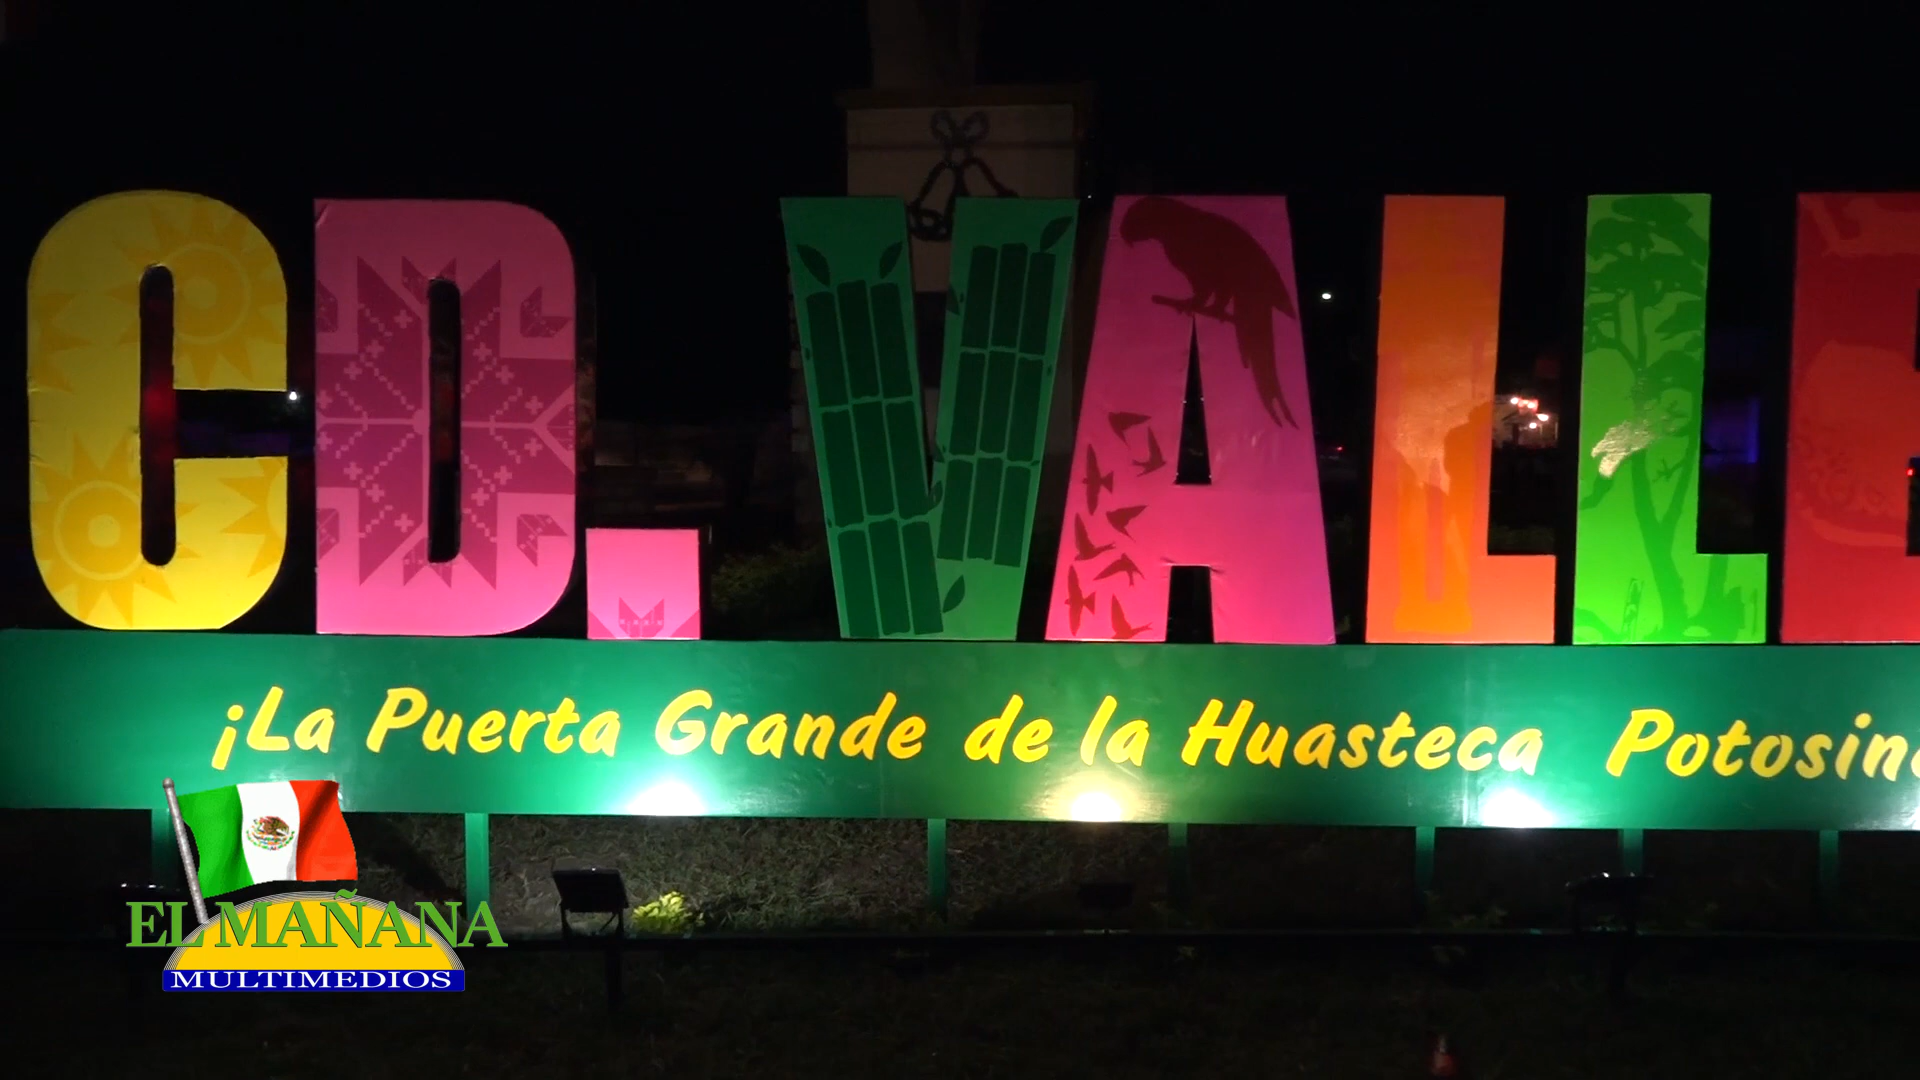 CD. VALLE
¡La Puerta Grande de la Huasteca Potosina
EL MAÑANA
MULTIMEDIOS